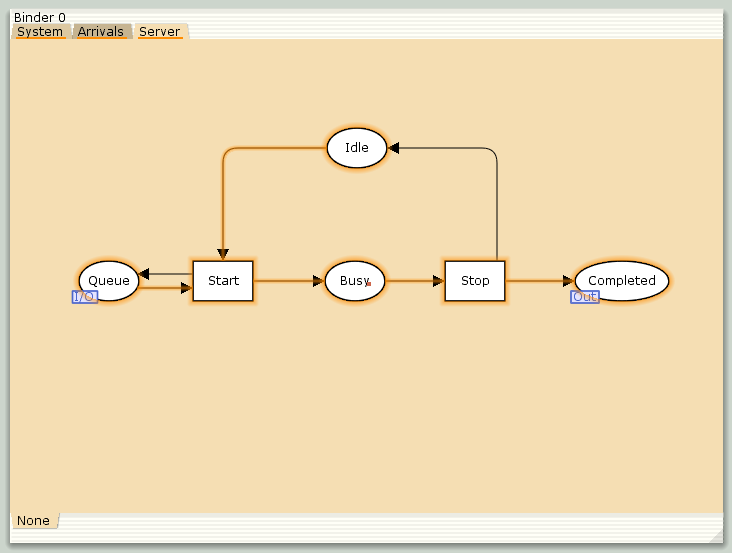 Binder 0
System Arrivals Server
Idle
Queue Start Busy Stop Completed
I/O Out
None